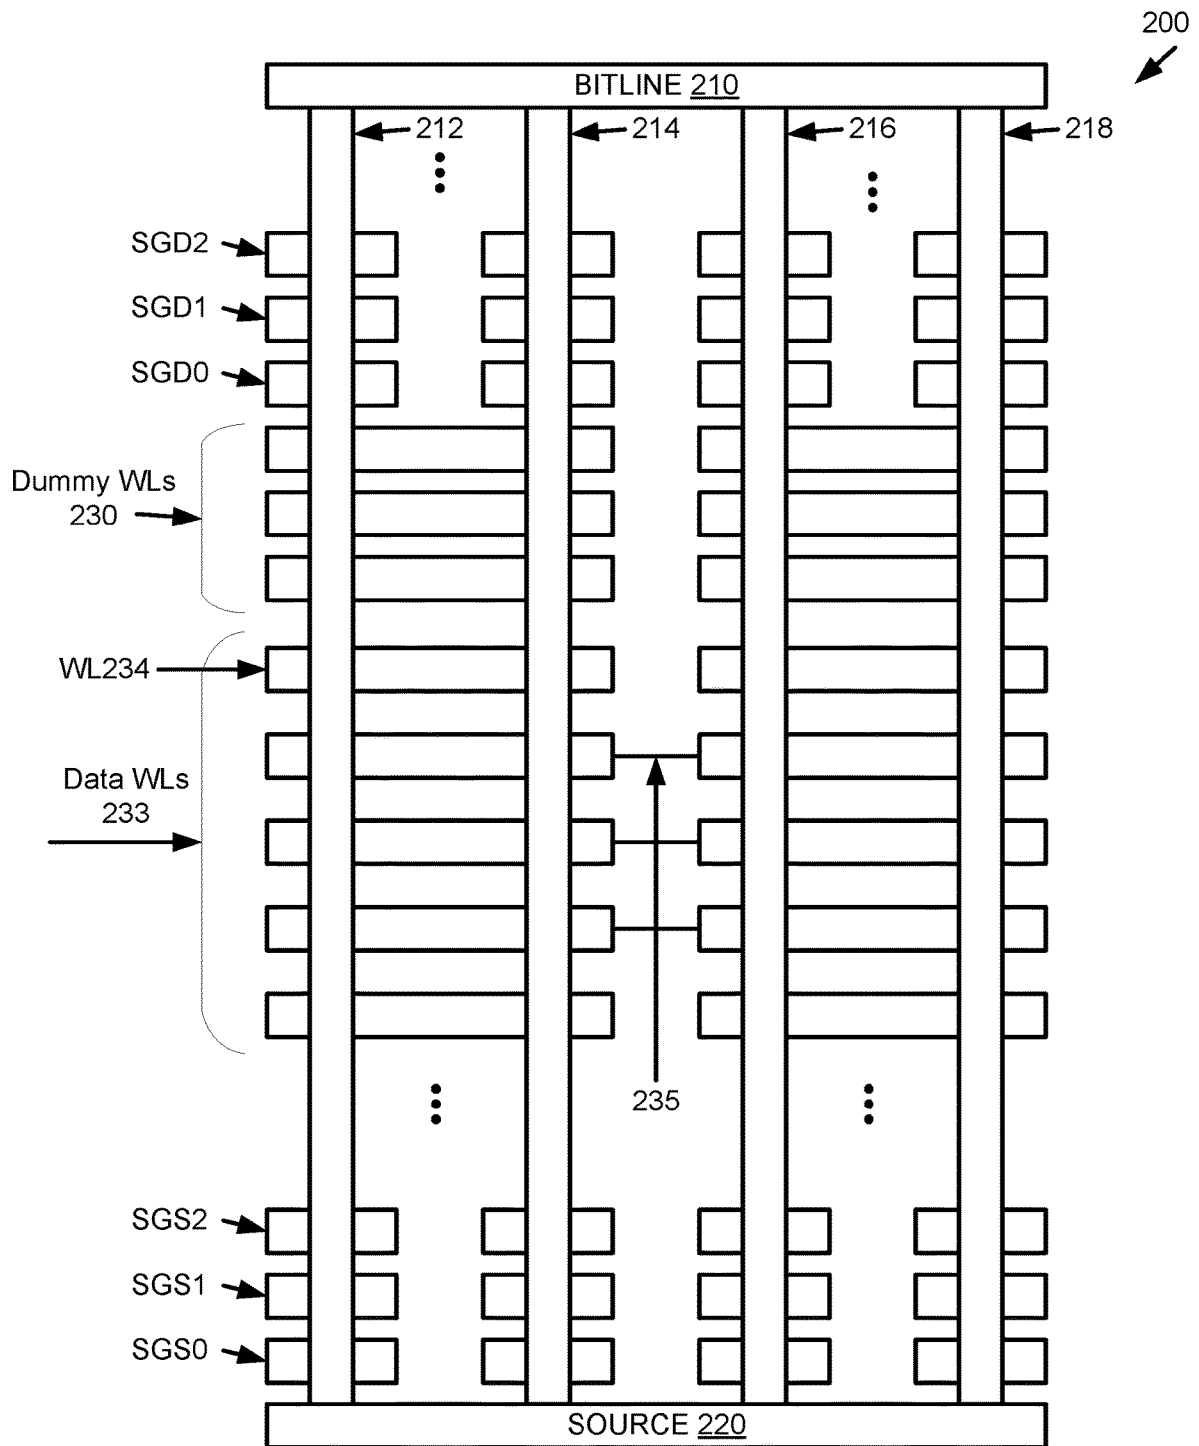 200
BITLINE 210
212
214
216
218
SGD2
SGD1
SGD0
Dummy WLs
230
WL234
Data WLs
233
235
SGS2
SGS1
SGS0
SOURCE 220